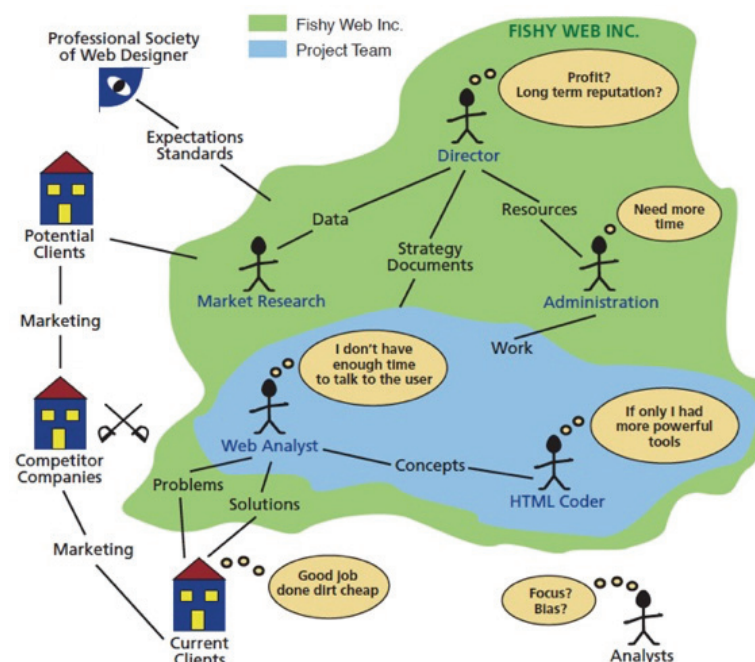 Professional Society
of Web Designer
Fishy Web Inc.
Project Team
FISHY WEB INC.
Profit?
Long term reputation?
Expectations
Standards
Director
Data
Resources
Need more
time
Potential
Clients
Strategy
Documents
Market Research
Administration
Marketing
Work
I don't have
enough time
to talk to the user
If only I had
more powerful
tools
Web Analyst
Competitor
Companies
Concepts
HTML Coder
Problems
Solutions
Marketing
Good job
done dirt cheap
Focus?
Bias?
Current
Clients
Analysts